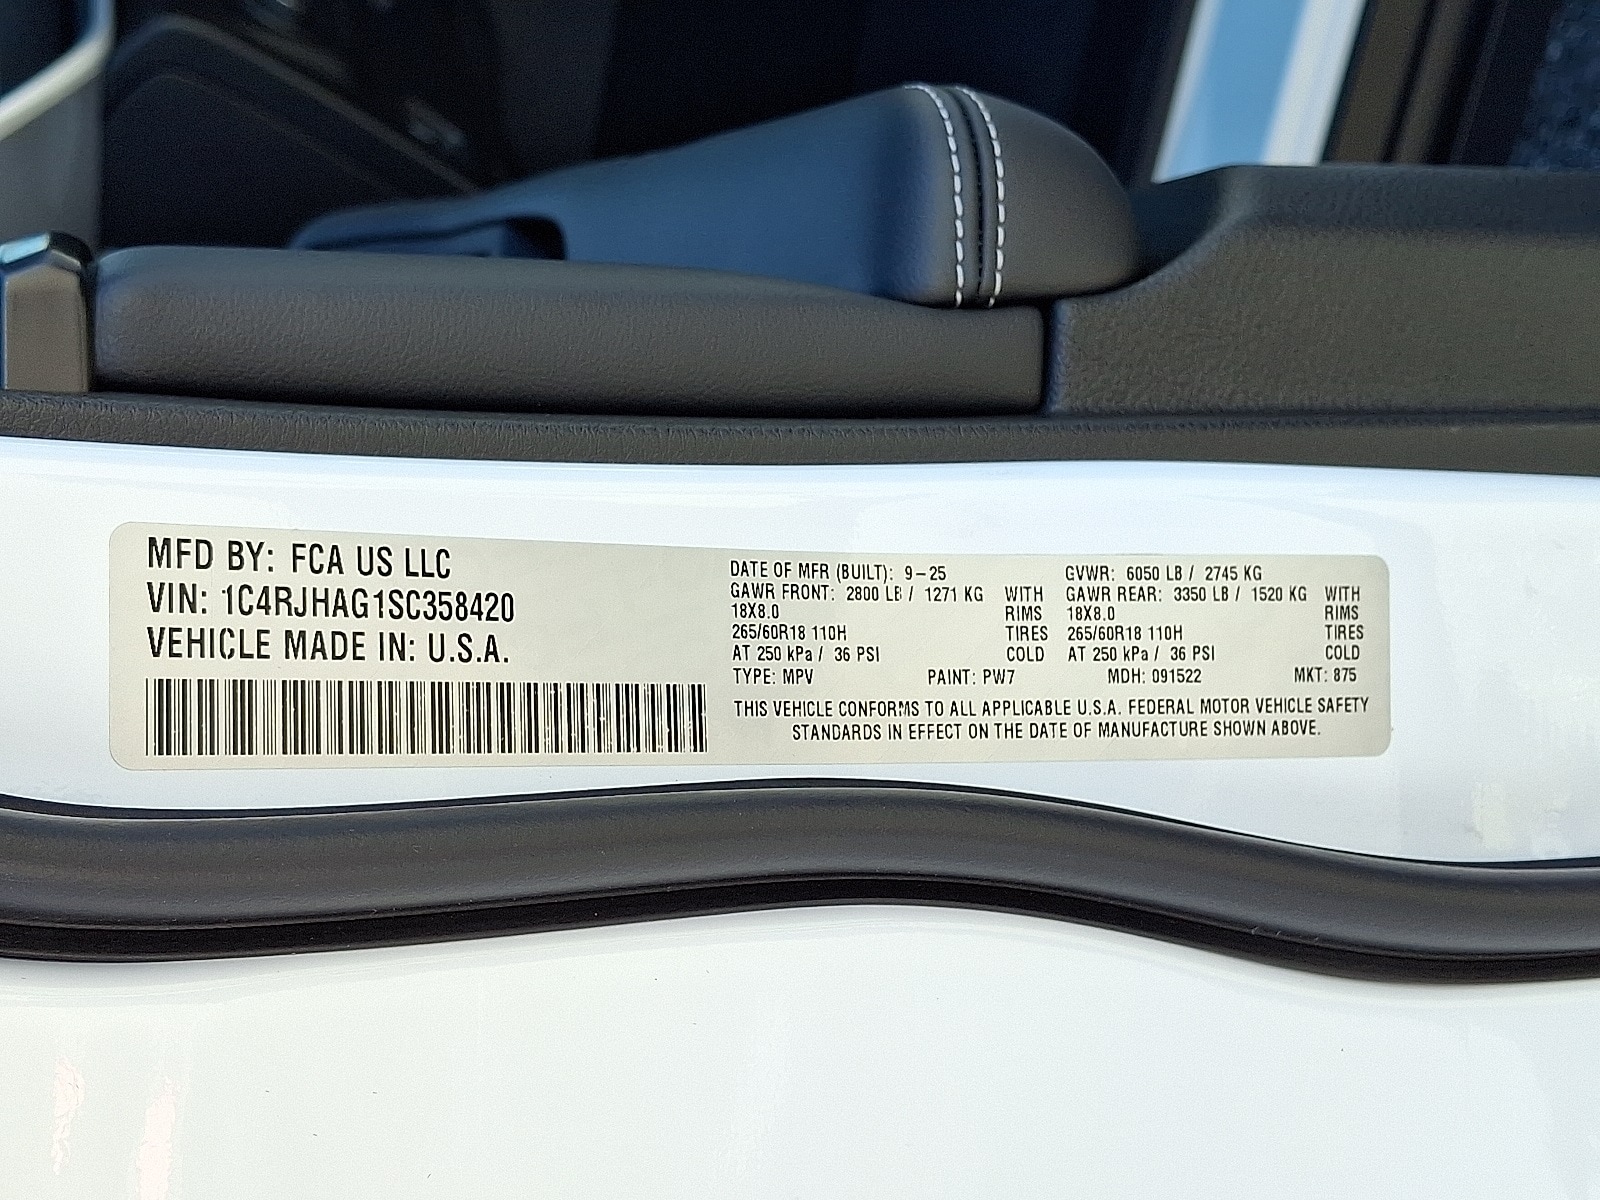 MFD BY: FCA US LLC
VIN: 1C4RJHAG1SC358420
VEHICLE MADE IN: U.S.A.
DATE OF MFR (BUILT): 9-25 GVWR: 6050 LB / 2745 KG
GAWR FRONT: 2800 LB / 1271 KG WITH GAWR REAR: 3350 LB / 1520 KG WITH
18X8.0 RIMS 18X8.0 RIMS
265/60R18 110H TIRES 265/60R18 110H TIRES
AT 250 kPa / 36 PSI COLD AT 250 kPa / 36 PSI COLD
TYPE: MPV PAINT: PW7 MDH: 091522 MKT: 875
THIS VEHICLE CONFORMS TO ALL APPLICABLE U.S.A. FEDERAL MOTOR VEHICLE SAFETY
STANDARDS IN EFFECT ON THE DATE OF MANUFACTURE SHOWN ABOVE.